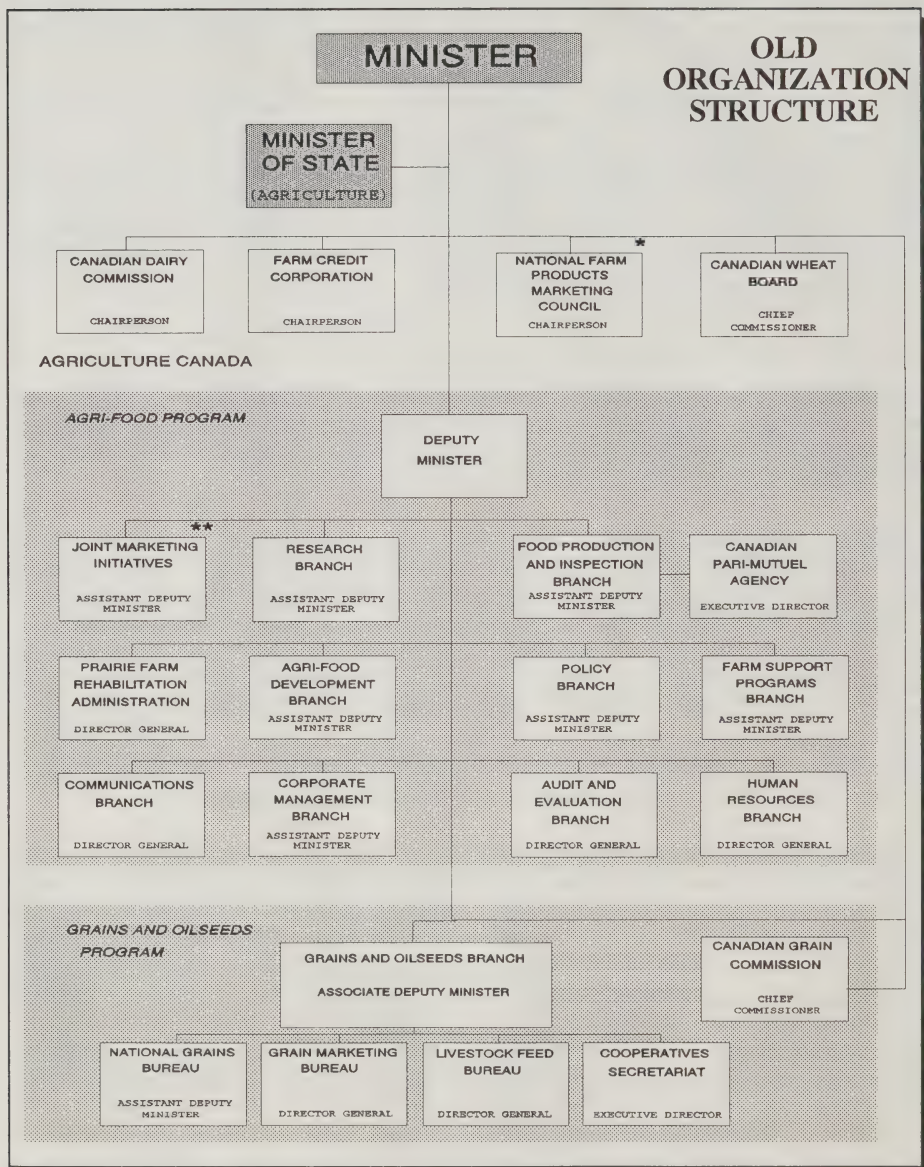 MINISTER
OLD
ORGANIZATION
STRUCTURE
MINISTER
OF STATE
(AGRICULTURE)
CANADIAN DAIRY
COMMISSION
CHAIRPERSON
FARM CREDIT
CORPORATION
CHAIRPERSON
*
NATIONAL FARM
PRODUCTS
MARKETING
COUNCIL
CHAIRPERSON
CANADIAN WHEAT
BOARD
CHIEF
COMMISSIONER
AGRICULTURE CANADA
AGRI-FOOD PROGRAM
DEPUTY
MINISTER
**
JOINT MARKETING
INITIATIVES
ASSISTANT DEPUTY
MINISTER
RESEARCH
BRANCH
ASSISTANT DEPUTY
MINISTER
FOOD PRODUCTION
AND INSPECTION
BRANCH
ASSISTANT DEPUTY
MINISTER
CANADIAN
PARI-MUTUEL
AGENCY
EXECUTIVE DIRECTOR
PRAIRIE FARM
REHABILITATION
ADMINISTRATION
DIRECTOR GENERAL
AGRI-FOOD
DEVELOPMENT
BRANCH
ASSISTANT DEPUTY
MINISTER
POLICY
BRANCH
ASSISTANT DEPUTY
MINISTER
FARM SUPPORT
PROGRAMS
BRANCH
ASSISTANT DEPUTY
MINISTER
COMMUNICATIONS
BRANCH
DIRECTOR GENERAL
CORPORATE
MANAGEMENT
BRANCH
ASSISTANT DEPUTY
MINISTER
AUDIT AND
EVALUATION
BRANCH
DIRECTOR GENERAL
HUMAN
RESOURCES
BRANCH
DIRECTOR GENERAL
GRAINS AND OILSEEDS
PROGRAM
GRAINS AND OILSEEDS BRANCH
ASSOCIATE DEPUTY MINISTER
CANADIAN GRAIN
COMMISSION
CHIEF
COMMISSIONER
NATIONAL GRAINS
BUREAU
ASSISTANT DEPUTY
MINISTER
GRAIN MARKETING
BUREAU
DIRECTOR GENERAL
LIVESTOCK FEED
BUREAU
DIRECTOR GENERAL
COOPERATIVES
SECRETARIAT
EXECUTIVE DIRECTOR